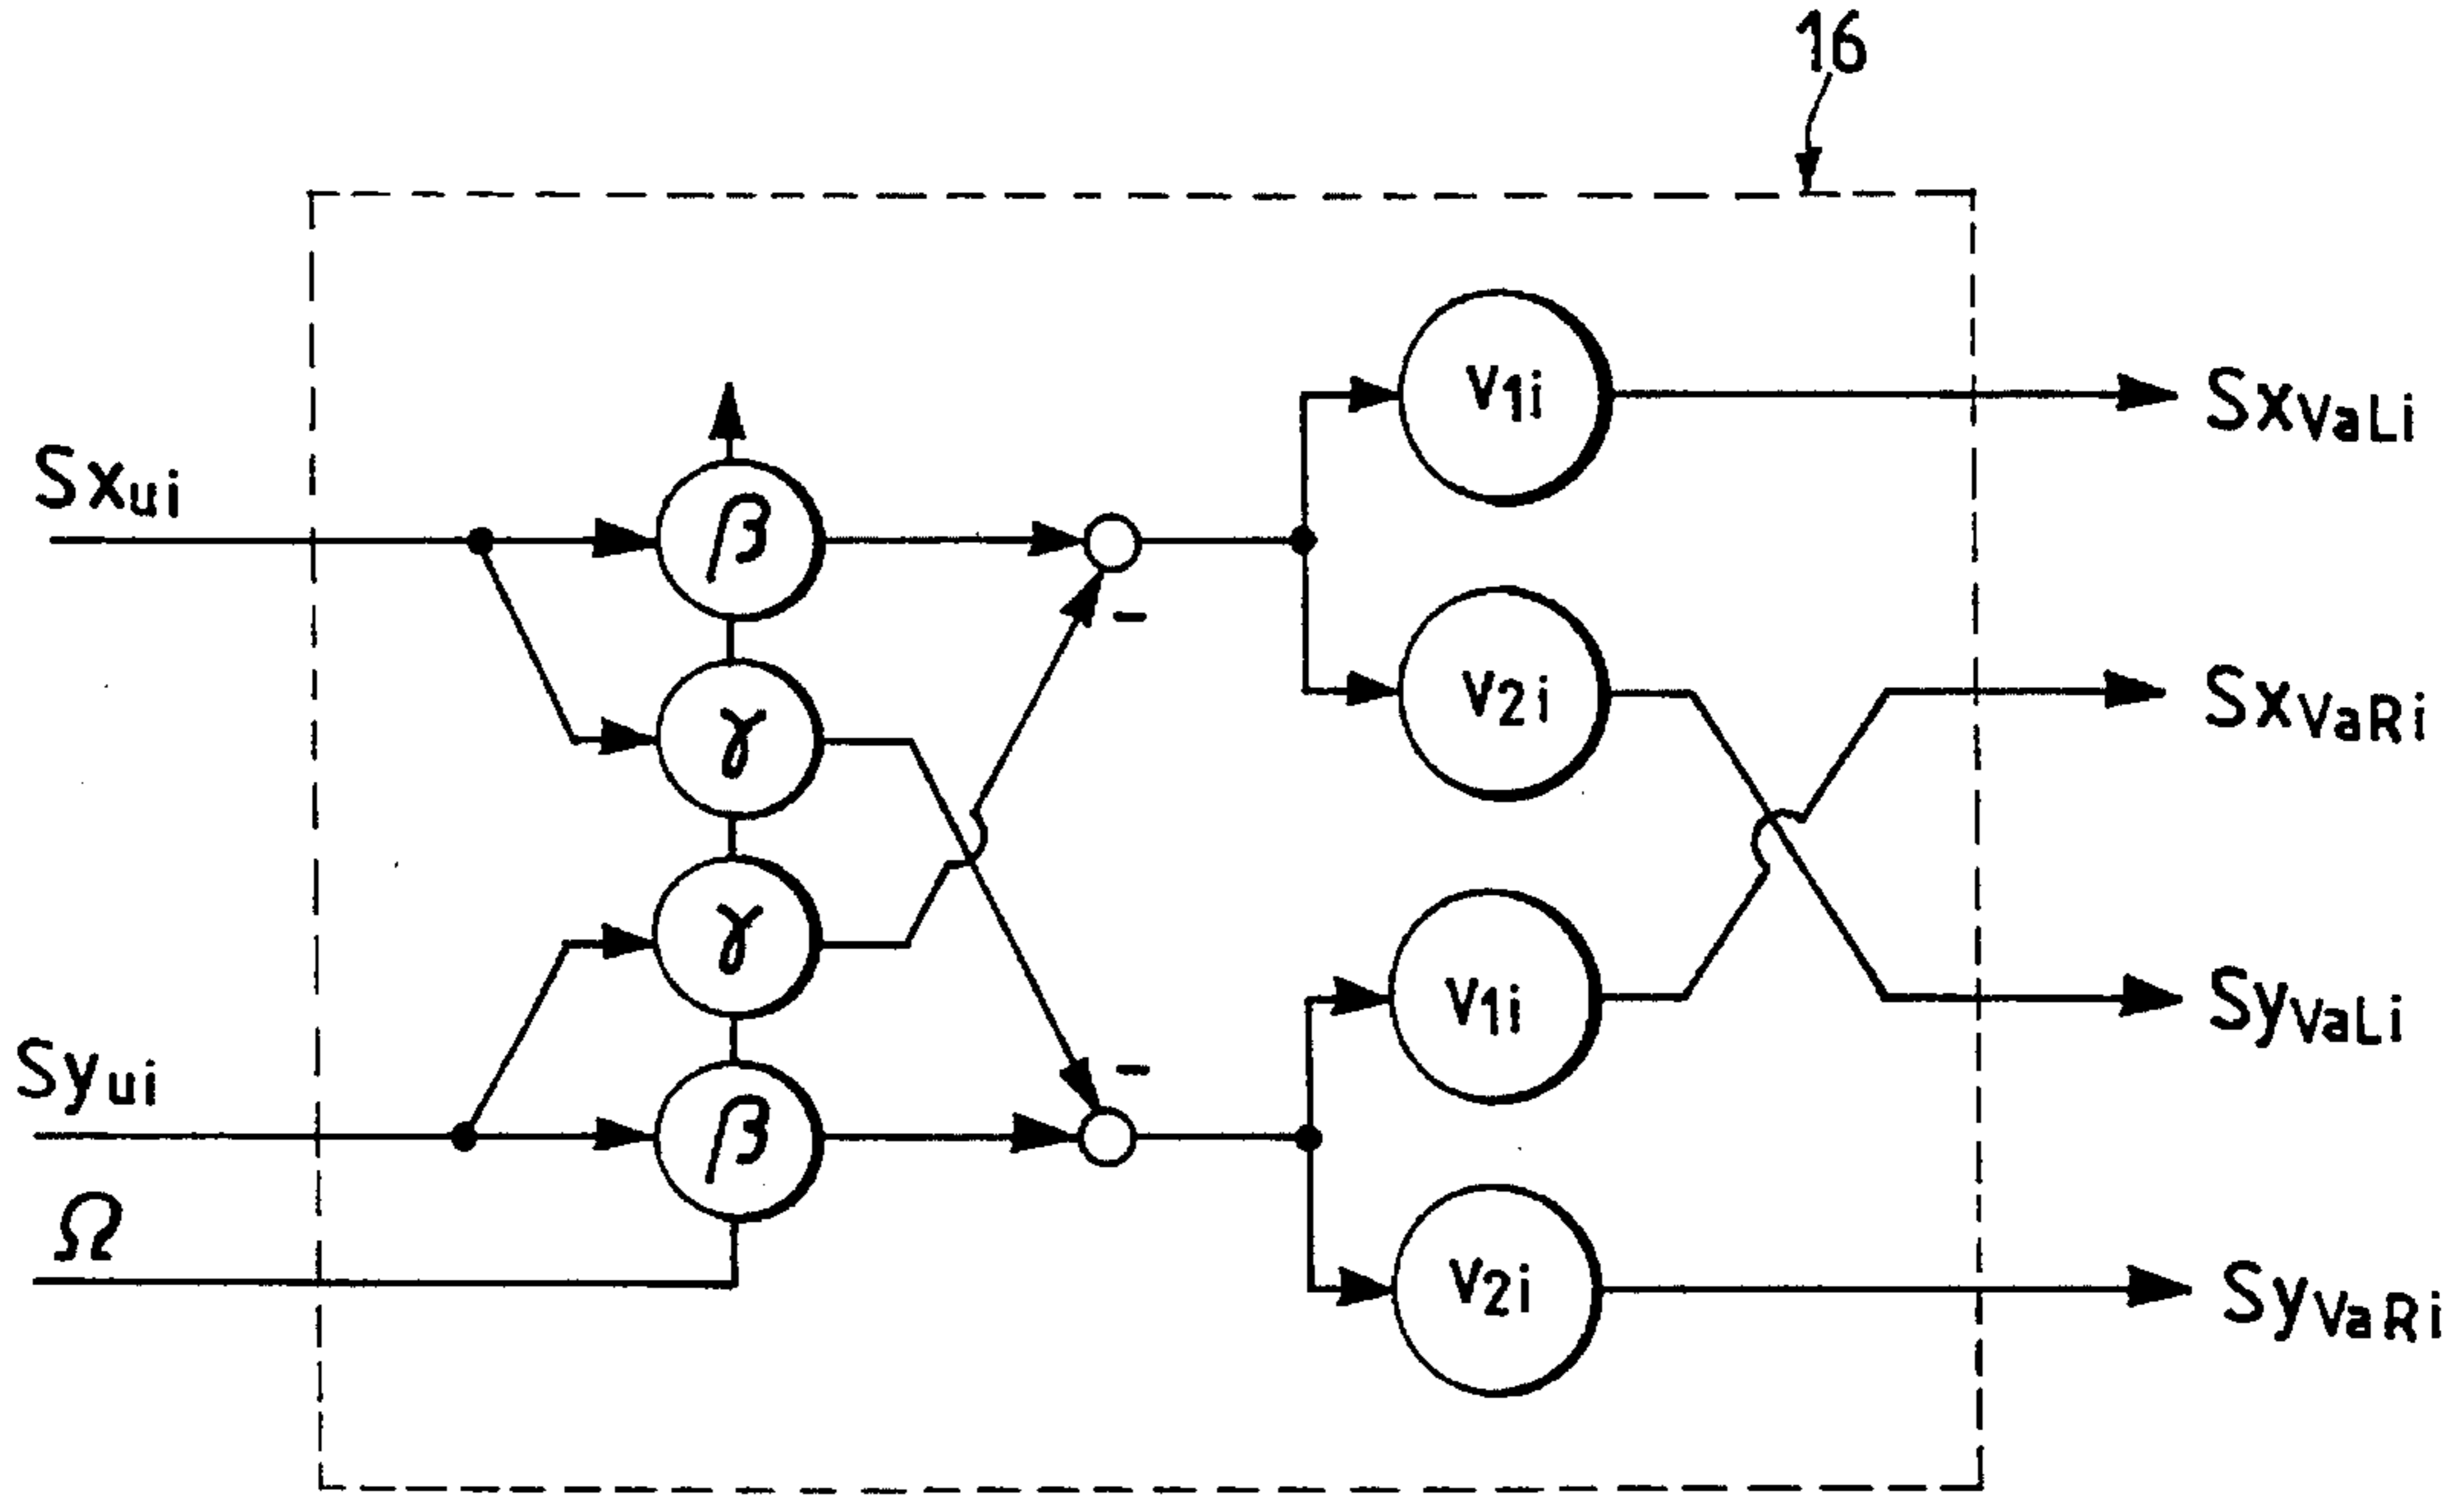 16
Sxui
β
γ
γ
β
Syui
Ω
-
-
v1i
v2i
v1i
v2i
SxVaLi
SxVaRi
SyVaLi
SyVaRi